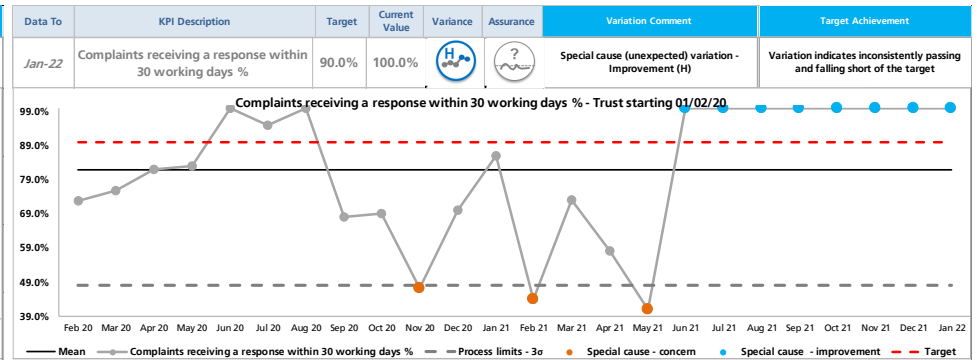 Data To
KPI Description
Target
Current
Value
Variance
Assurance
Variation Comment
Target Achievement
Jan-22
Complaints receiving a response within
30 working days %
90.0%
100.0%
H
?
Special cause (unexpected) variation -
Improvement (H)
Variation indicates inconsistently passing
and falling short of the target
Complaints receiving a response within 30 working days % - Trust starting 01/02/20
99.0%
89.0%
79.0%
69.0%
59.0%
49.0%
39.0%
Feb 20 Mar 20 Apr 20 May 20 Jun 20 Jul 20 Aug 20 Sep 20 Oct 20 Nov 20 Dec 20 Jan 21 Feb 21 Mar 21 Apr 21 May 21 Jun 21 Jul 21 Aug 21 Sep 21 Oct 21 Nov 21 Dec 21 Jan 22
Mean Complaints receiving a response within 30 working days % Process limits - 3σ Special cause - concern Special cause - improvement Target